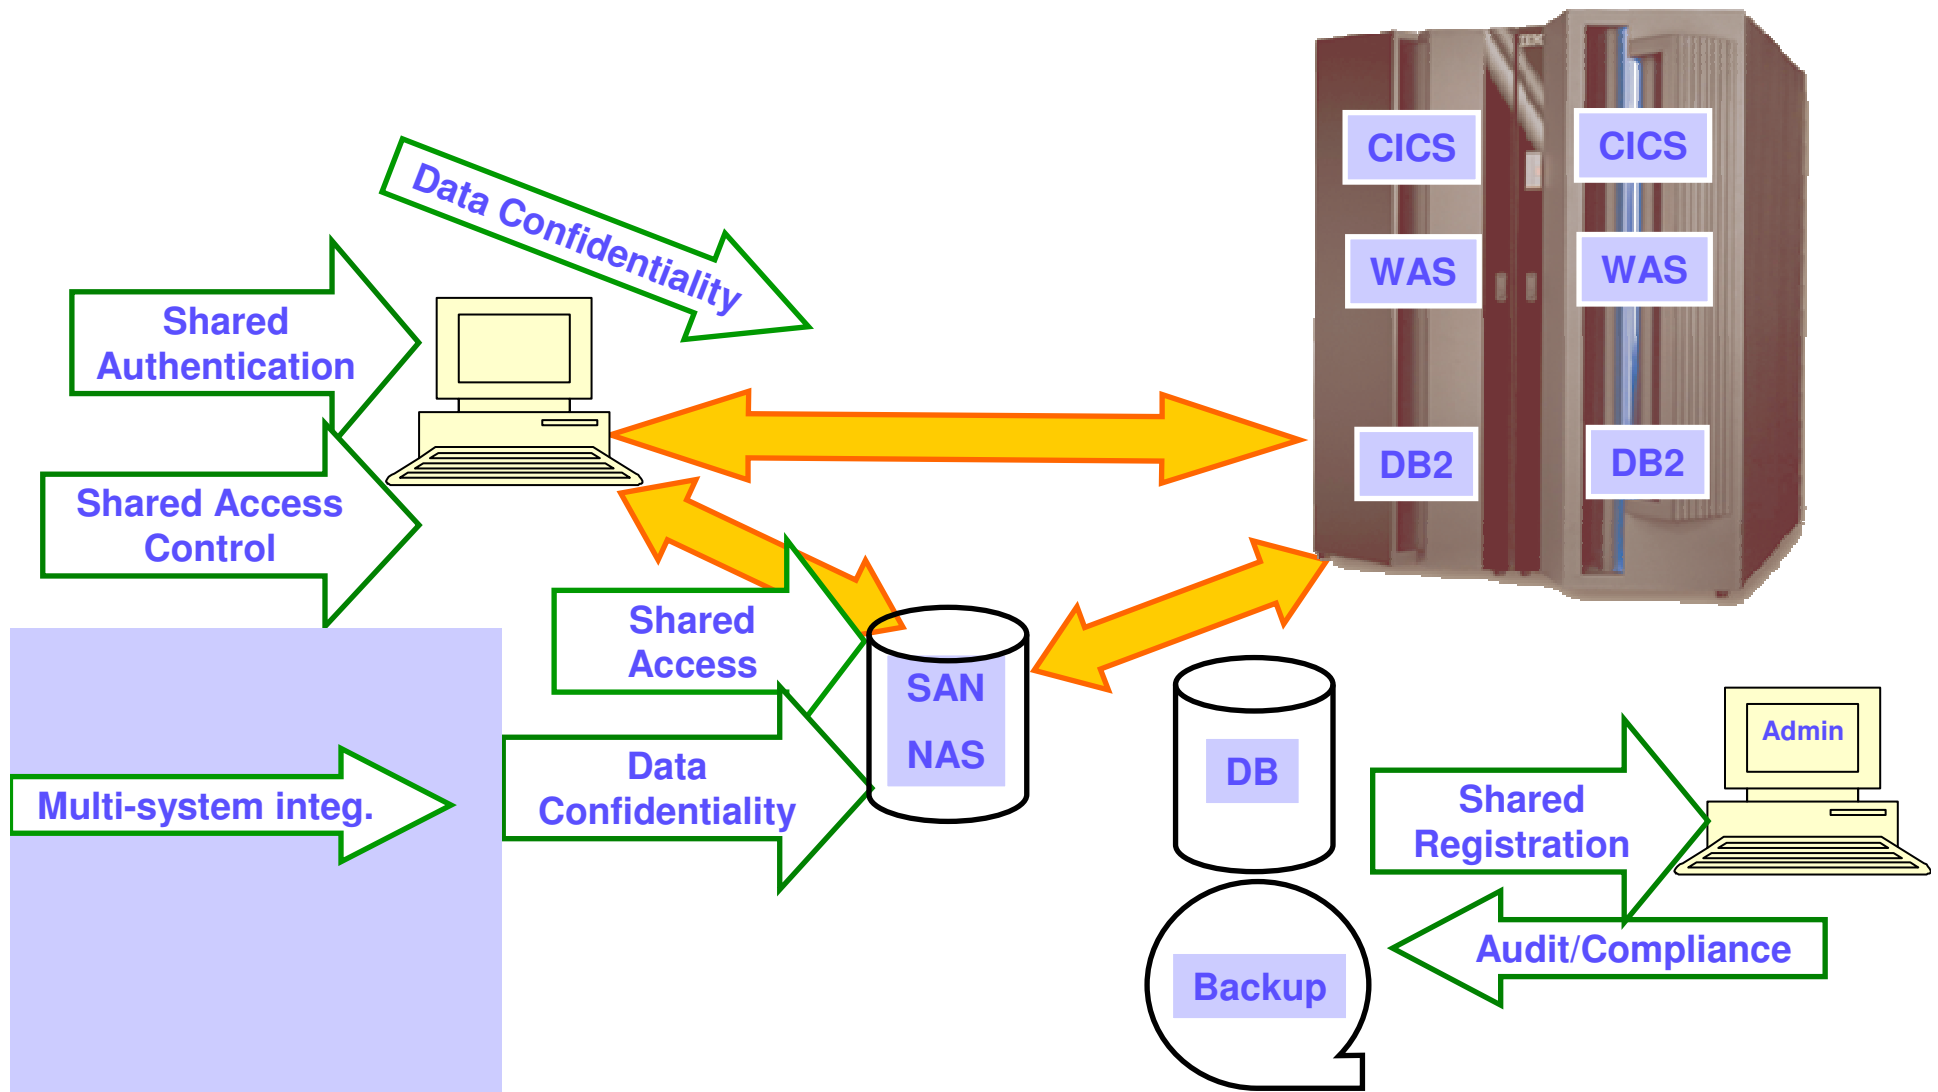 IBM
CICS
CICS
Data Confidentiality
WAS
WAS
Shared
Authentication
DB2
DB2
Shared Access
Control
Shared
Access
SAN
NAS
Admin
Data
Confidentiality
DB
Multi-system integ.
Shared
Registration
Audit/Compliance
Backup